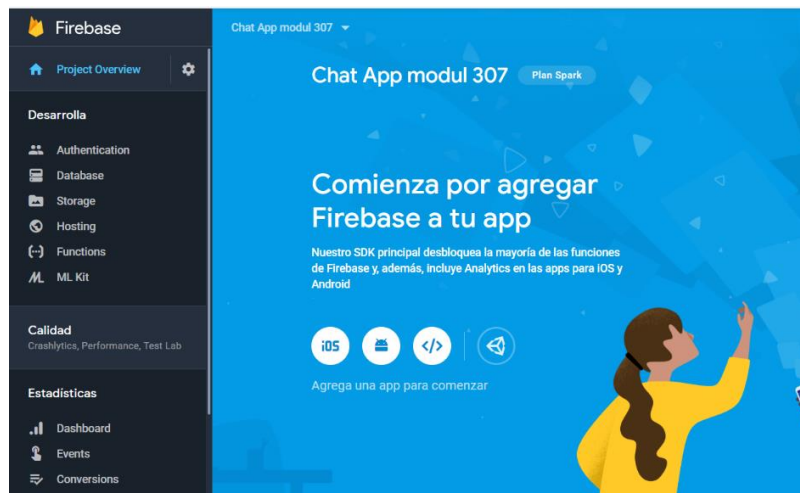 Firebase
Project Overview
Desarrolla
Authentication
Database
Storage
Hosting
Functions
ML Kit
Calidad
Crashlytics, Performance, Test Lab
Estadísticas
Dashboard
Events
Conversions
Chat App modul 307
Chat App modul 307 Plan Spark
Comienza por agregar
Firebase a tu app
Nuestro SDK principal desbloquea la mayoría de las funciones
de Firebase y, además, incluye Analytics en las apps para iOS y
Android
iOS
Agrega una app para comenzar